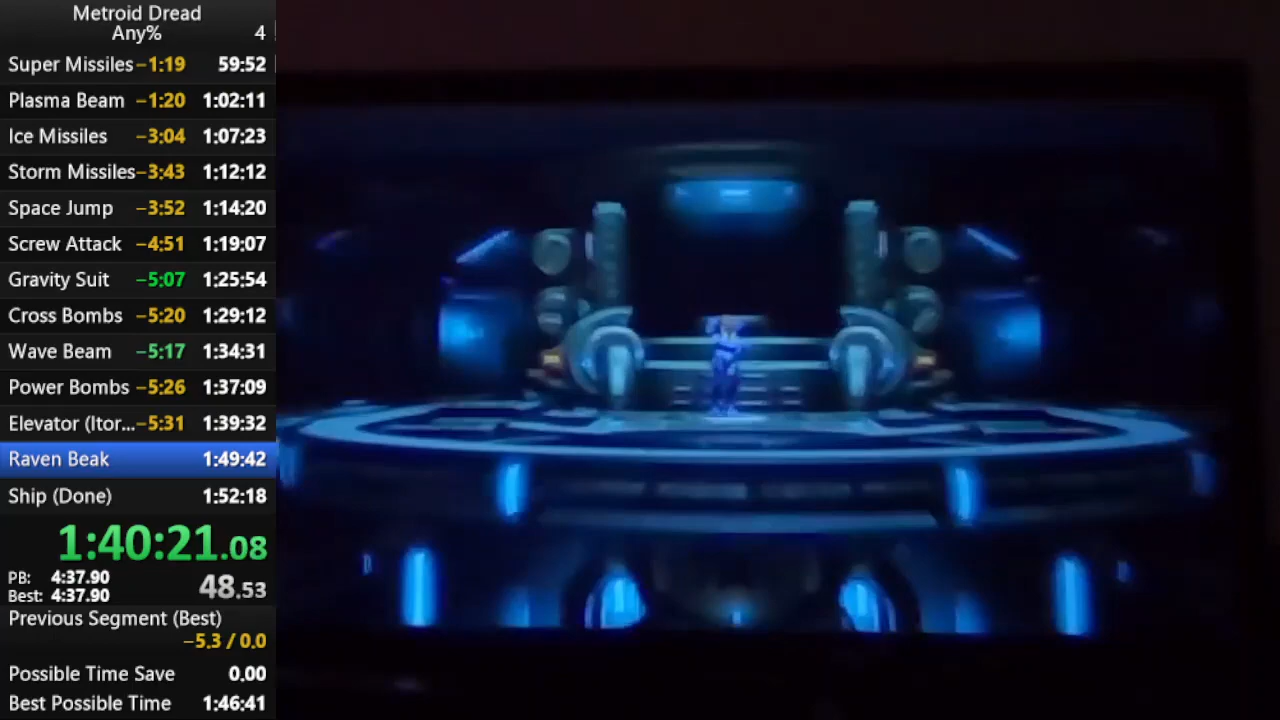 Metroid Dread
Any% 4
Super Missiles −1:19 59:52
Plasma Beam −1:20 1:02:11
Ice Missiles −3:04 1:07:23
Storm Missiles −3:43 1:12:12
Space Jump −3:52 1:14:20
Screw Attack −4:51 1:19:07
Gravity Suit −5:07 1:25:54
Cross Bombs −5:20 1:29:12
Wave Beam −5:17 1:34:31
Power Bombs −5:26 1:37:09
Elevator (Itor... −5:31 1:39:32
Raven Beak 1:49:42
Ship (Done) 1:52:18
1:40:21.08
PB: 4:37.90 48.53
Best: 4:37.90
Previous Segment (Best)
−5.3 / 0.0
Possible Time Save 0.00
Best Possible Time 1:46:41